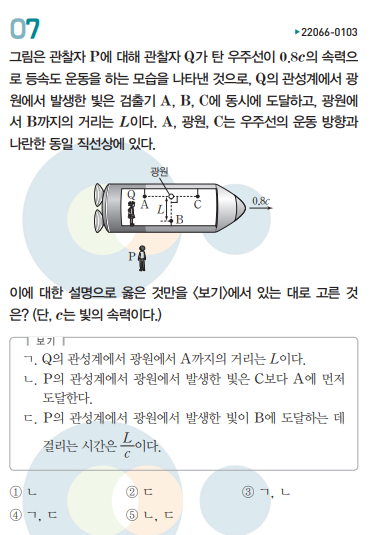 07
▶22066-0103
그림은 관찰자 P에 대해 관찰자 Q가 탄 우주선이 0.8c의 속력으
로 등속도 운동을 하는 모습을 나타낸 것으로, Q의 관성계에서 광
원에서 발생한 빛은 검출기 A, B, C에 동시에 도달하고, 광원에
서 B까지의 거리는 L이다. A, 광원, C는 우주선의 운동 방향과
나란한 동일 직선상에 있다.
광원
Q
A
L
C
B
0.8c
P
이에 대한 설명으로 옳은 것만을 <보기>에서 있는 대로 고른 것
은? (단, c는 빛의 속력이다.)
보기
ㄱ. Q의 관성계에서 광원에서 A까지의 거리는 L이다.
ㄴ. P의 관성계에서 광원에서 발생한 빛은 C보다 A에 먼저
도달한다.
ㄷ. P의 관성계에서 광원에서 발생한 빛이 B에 도달하는 데
걸리는 시간은 L/c이다.
① ㄴ ② ㄷ ③ ㄱ, ㄴ
④ ㄱ, ㄷ ⑤ ㄴ, ㄷ